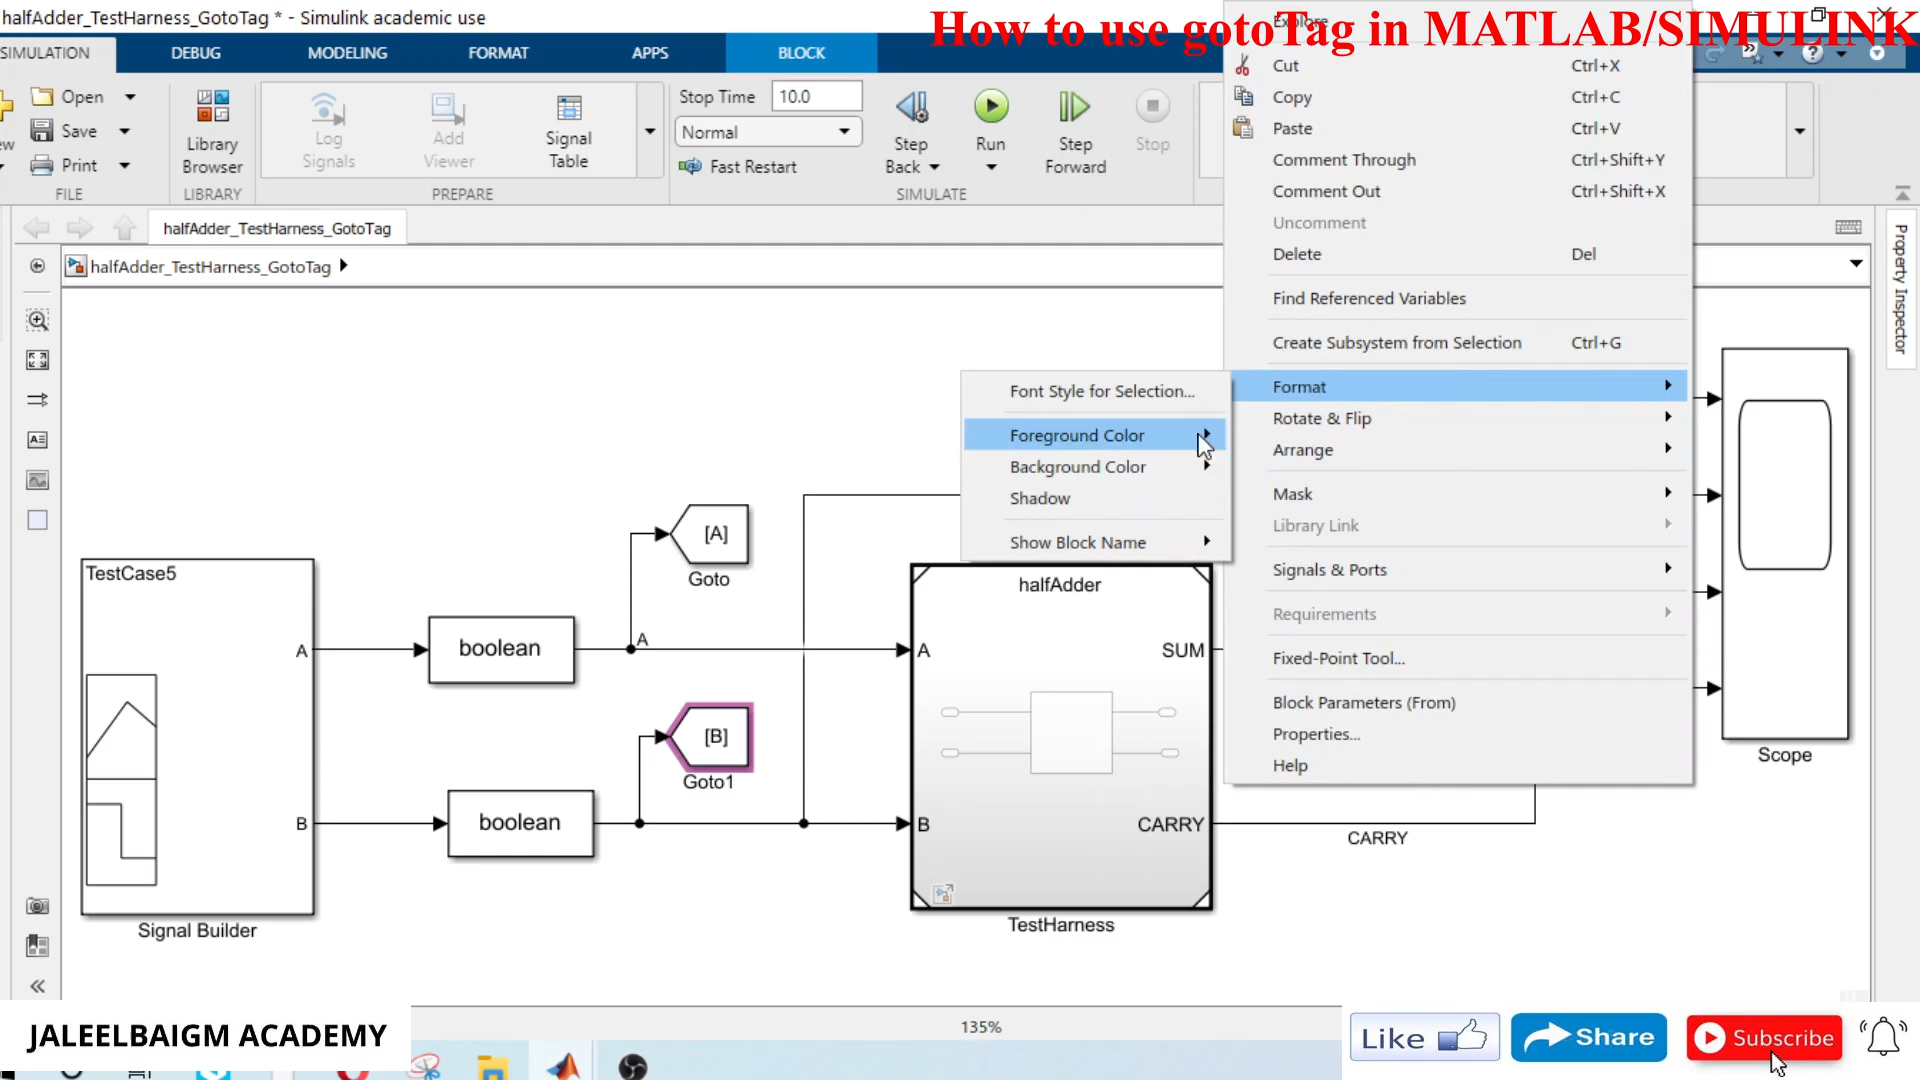 halfAdder_TestHarness_GotoTag * - Simulink academic use
How to use gotoTag in MATLAB/SIMULINK
SIMULATION
DEBUG
MODELING
FORMAT
APPS
BLOCK
Open
Save
Print
FILE
Library
Browser
LIBRARY
Log
Signals
Add
Viewer
Signal
Table
PREPARE
Stop Time 10.0
Normal
Fast Restart
Step
Back
Run
Step
Forward
Stop
SIMULATE
Explore
Cut Ctrl+X
Copy Ctrl+C
Paste Ctrl+V
Comment Through Ctrl+Shift+Y
Comment Out Ctrl+Shift+X
Uncomment
Delete Del
Find Referenced Variables
Create Subsystem from Selection Ctrl+G
Format
Rotate & Flip
Arrange
Mask
Library Link
Signals & Ports
Requirements
Fixed-Point Tool...
Block Parameters (From)
Properties...
Help
Font Style for Selection...
Foreground Color
Background Color
Shadow
Show Block Name
Property Inspector
halfAdder_TestHarness_GotoTag
halfAdder_TestHarness_GotoTag
TestCase5
A
B
Signal Builder
boolean
boolean
[A]
Goto
A
[B]
Goto1
halfAdder
A
SUM
B
CARRY
TestHarness
CARRY
Scope
135%
JALEELBAIGM ACADEMY
Like
Share
Subscribe